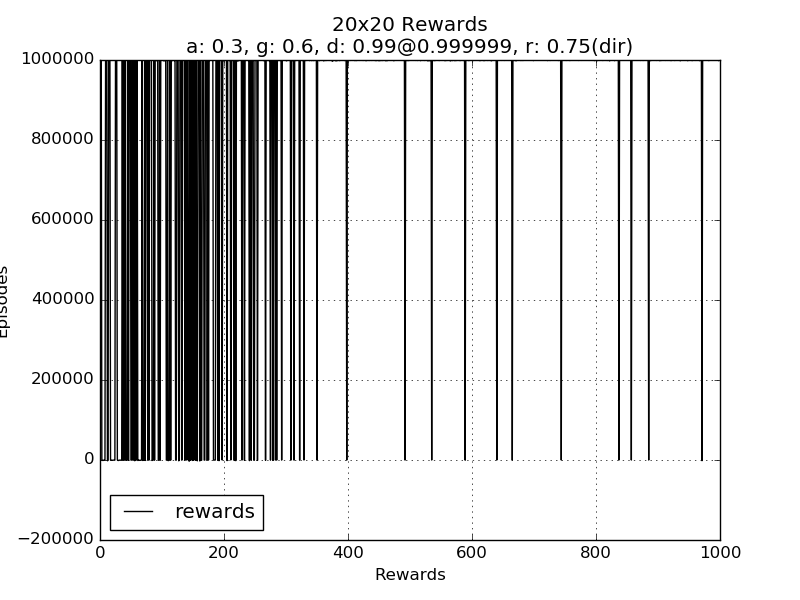 20x20 Rewards
a: 0.3, g: 0.6, d: 0.99@0.999999, r: 0.75(dir)
1000000
800000
600000
400000
200000
0
−200000
Episodes
rewards
0 200 400 600 800 1000
Rewards